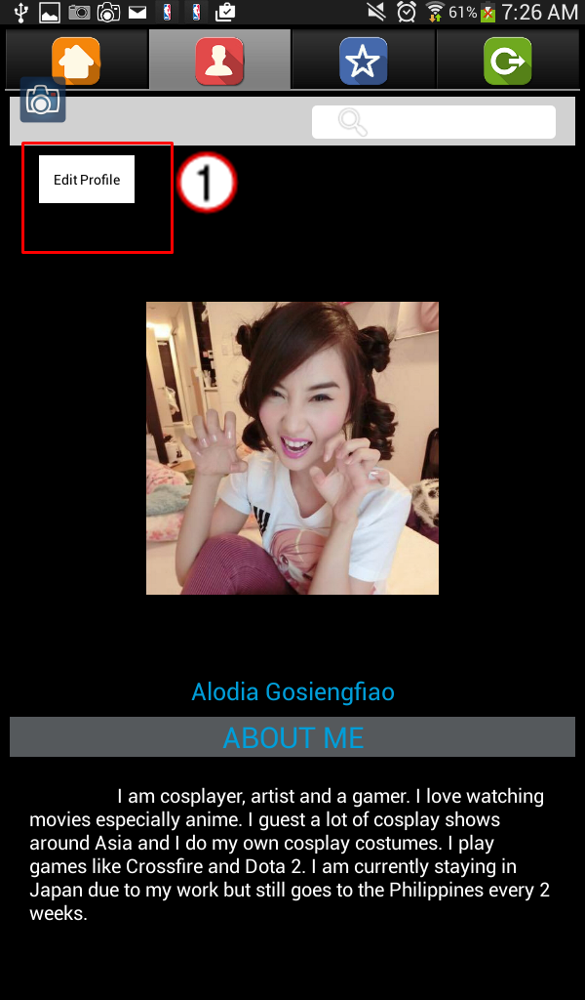 61% 7:26 AM
Edit Profile
1
Alodia Gosiengfiao
ABOUT ME
I am cosplayer, artist and a gamer. I love watching
movies especially anime. I guest a lot of cosplay shows
around Asia and I do my own cosplay costumes. I play
games like Crossfire and Dota 2. I am currently staying in
Japan due to my work but still goes to the Philippines every 2
weeks.